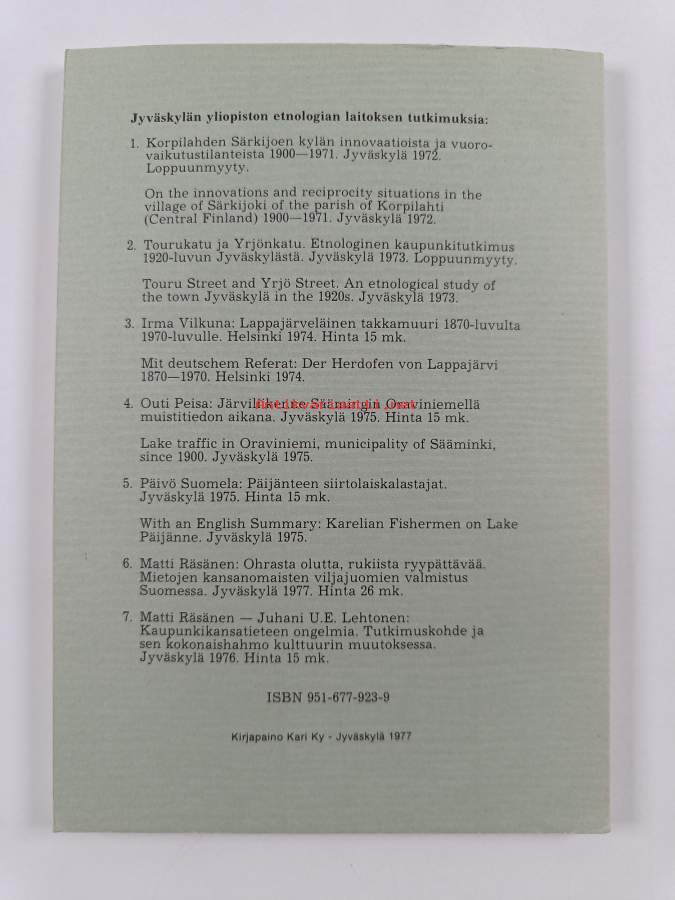 Jyväskylän yliopiston etnologian laitoksen tutkimuksia:
1. Korpilahden Särkijoen kylän innovaatioista ja vuoro-
vaikutustilanteista 1900—1971. Jyväskylä 1972.
Loppuunmyyty.
On the innovations and reciprocity situations in the
village of Särkijoki of the parish of Korpilahti
(Central Finland) 1900—1971. Jyväskylä 1972.
2. Tourukatu ja Yrjönkatu. Etnologinen kaupunkitutkimus
1920-luvun Jyväskylästä. Jyväskylä 1973. Loppuunmyyty.
Touru Street and Yrjö Street. An etnological study of
the town Jyväskylä in the 1920s. Jyväskylä 1973.
3. Irma Vilkuna: Lappajärveläinen takkamuuri 1870-luvulta
1970-luvulle. Helsinki 1974. Hinta 15 mk.
Mit deutschem Referat: Der Herdofen von Lappajärvi
1870—1970. Helsinki 1974.
4. Outi Peisa: Järviliikenne Säämingin Oraviniemellä
muistitiedon aikana. Jyväskylä 1975. Hinta 15 mk.
Lake traffic in Oraviniemi, municipality of Sääminki,
since 1900. Jyväskylä 1975.
5. Päivö Suomela: Päijänteen siirtolaiskalastajat.
Jyväskylä 1975. Hinta 15 mk.
With an English Summary: Karelian Fishermen on Lake
Päijänne. Jyväskylä 1975.
6. Matti Räsänen: Ohrasta olutta, rukiista ryypättävää.
Mietojen kansanomaisten viljajuomien valmistus
Suomessa. Jyväskylä 1977. Hinta 26 mk.
7. Matti Räsänen — Juhani U.E. Lehtonen:
Kaupunkikansatieteen ongelmia. Tutkimuskohde ja
sen kokonaishahmo kulttuurin muutoksessa.
Jyväskylä 1976. Hinta 15 mk.
ISBN 951-677-923-9
Kirjapaino Kari Ky - Jyväskylä 1977